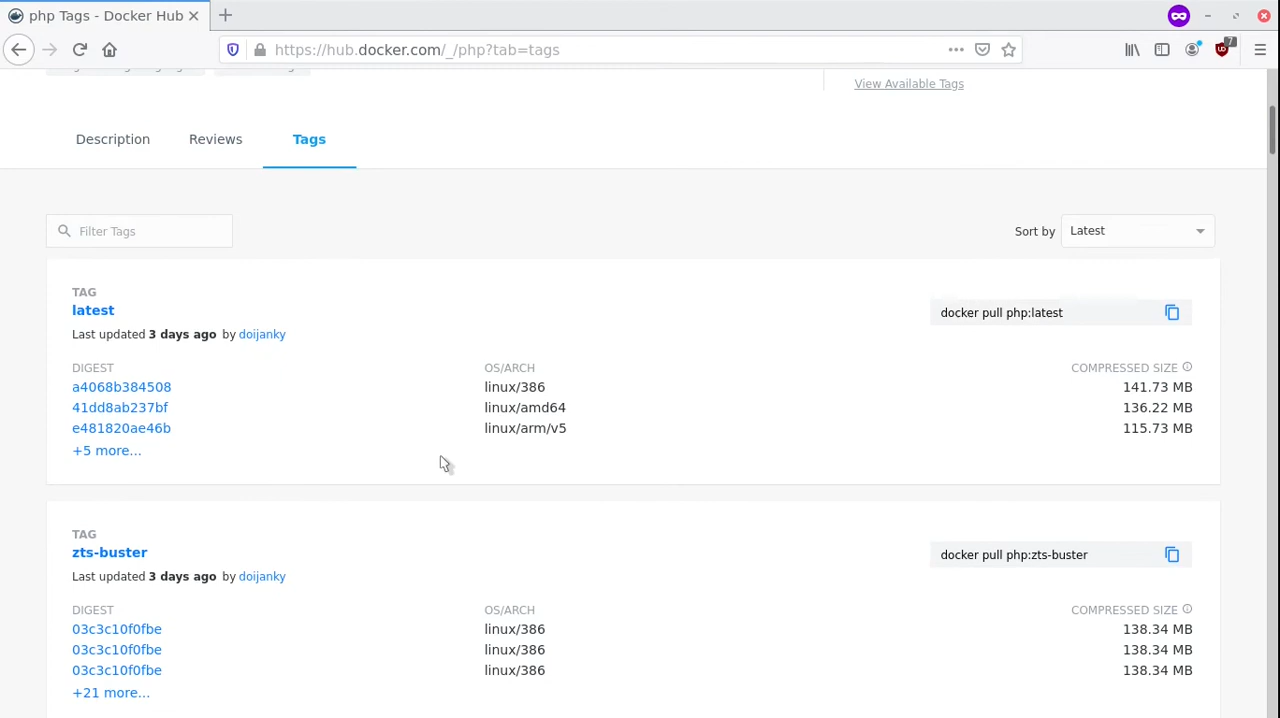 php Tags - Docker Hub
https://hub.docker.com/_/php?tab=tags
7
View Available Tags
Description
Reviews
Tags
Filter Tags
Sort by
Latest
TAG
latest
docker pull php:latest
Last updated 3 days ago by doijanky
DIGEST OS/ARCH COMPRESSED SIZE
a4068b384508 linux/386 141.73 MB
41dd8ab237bf linux/amd64 136.22 MB
e481820ae46b linux/arm/v5 115.73 MB
+5 more...
TAG
zts-buster
docker pull php:zts-buster
Last updated 3 days ago by doijanky
DIGEST OS/ARCH COMPRESSED SIZE
03c3c10f0fbe linux/386 138.34 MB
03c3c10f0fbe linux/386 138.34 MB
03c3c10f0fbe linux/386 138.34 MB
+21 more...